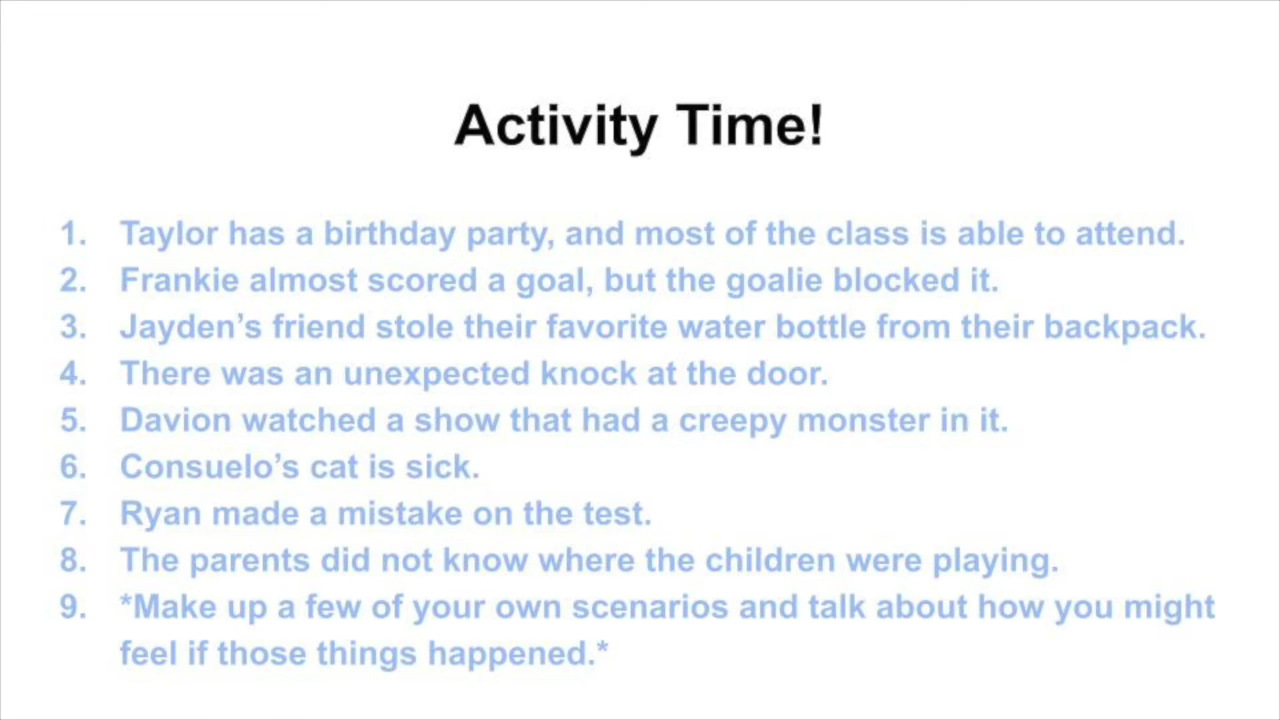 Activity Time!
1. Taylor has a birthday party, and most of the class is able to attend.
2. Frankie almost scored a goal, but the goalie blocked it.
3. Jayden’s friend stole their favorite water bottle from their backpack.
4. There was an unexpected knock at the door.
5. Davion watched a show that had a creepy monster in it.
6. Consuelo’s cat is sick.
7. Ryan made a mistake on the test.
8. The parents did not know where the children were playing.
9. *Make up a few of your own scenarios and talk about how you might
feel if those things happened.*